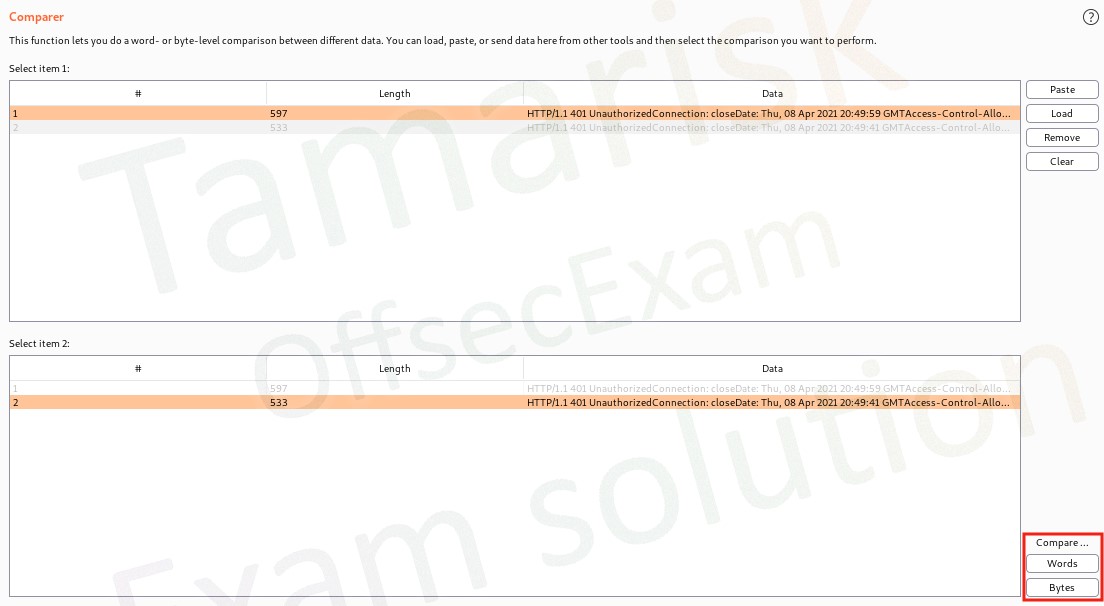 Comparer
?
This function lets you do a word- or byte-level comparison between different data. You can load, paste, or send data here from other tools and then select the comparison you want to perform.
Select item 1:
# Length Data
1 597 HTTP/1.1 401 UnauthorizedConnection: closeDate: Thu, 08 Apr 2021 20:49:59 GMTAccess-Control-Allo...
2 533 HTTP/1.1 401 UnauthorizedConnection: closeDate: Thu, 08 Apr 2021 20:49:41 GMTAccess-Control-Allo...
Paste
Load
Remove
Clear
Select item 2:
# Length Data
1 597 HTTP/1.1 401 UnauthorizedConnection: closeDate: Thu, 08 Apr 2021 20:49:59 GMTAccess-Control-Allo...
2 533 HTTP/1.1 401 UnauthorizedConnection: closeDate: Thu, 08 Apr 2021 20:49:41 GMTAccess-Control-Allo...
Compare ...
Words
Bytes
Tamarisk
OffsecExam
Exam solution